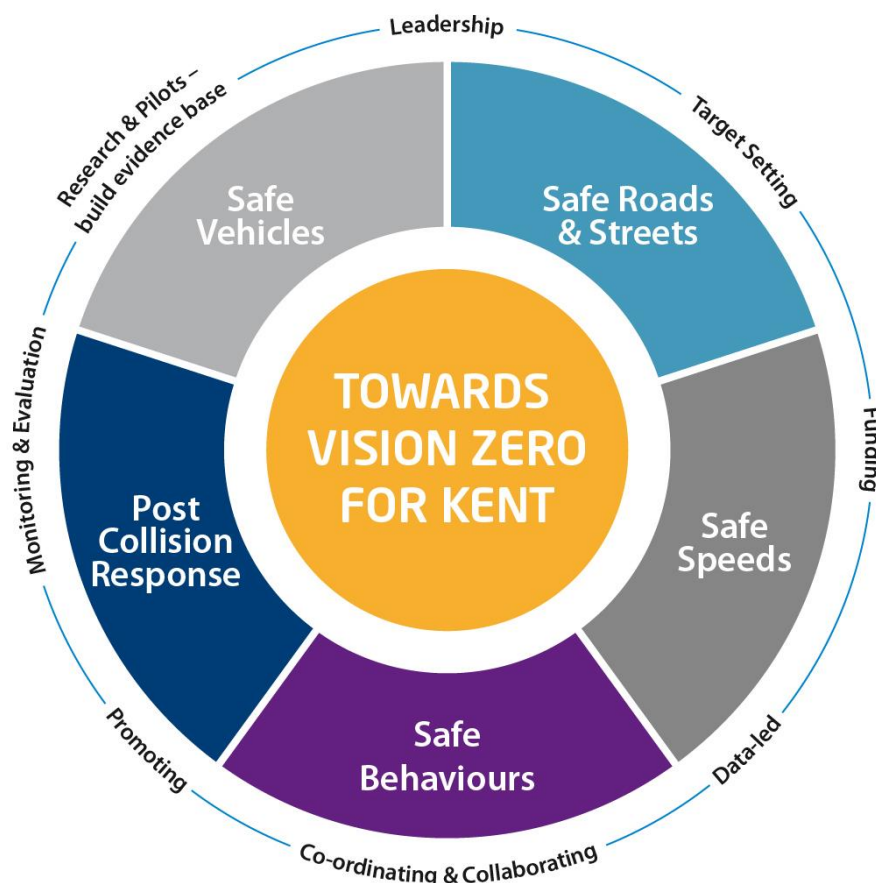 Leadership
Target Setting
Funding
Data-led
Co-ordinating & Collaborating
Promoting
Monitoring & Evaluation
Research & Pilots –
build evidence base
Safe Roads
& Streets
Safe
Speeds
Safe
Behaviours
Post
Collision
Response
Safe
Vehicles
TOWARDS
VISION ZERO
FOR KENT